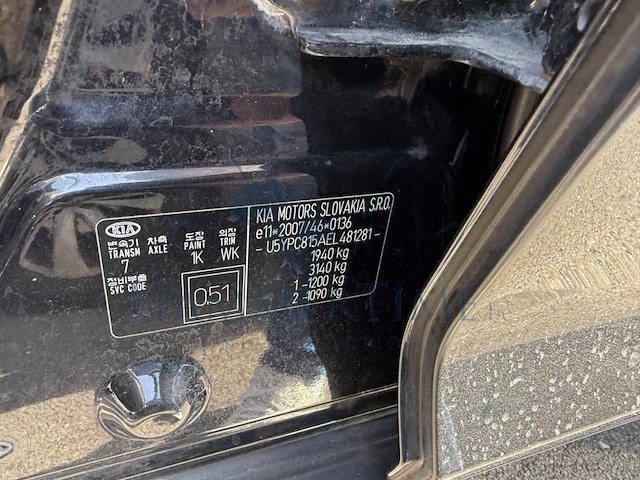 KIA
변속기 차축 도장 외장
TRANSM AXLE PAINT TRIM
7 1K WK
정비부호
SVC CODE
051
KIA MOTORS SLOVAKIA S.R.O.
e11*2007/46*0136
-U5YPC815AEL481281-
1940 kg
3140 kg
1-1200 kg
2-1090 kg